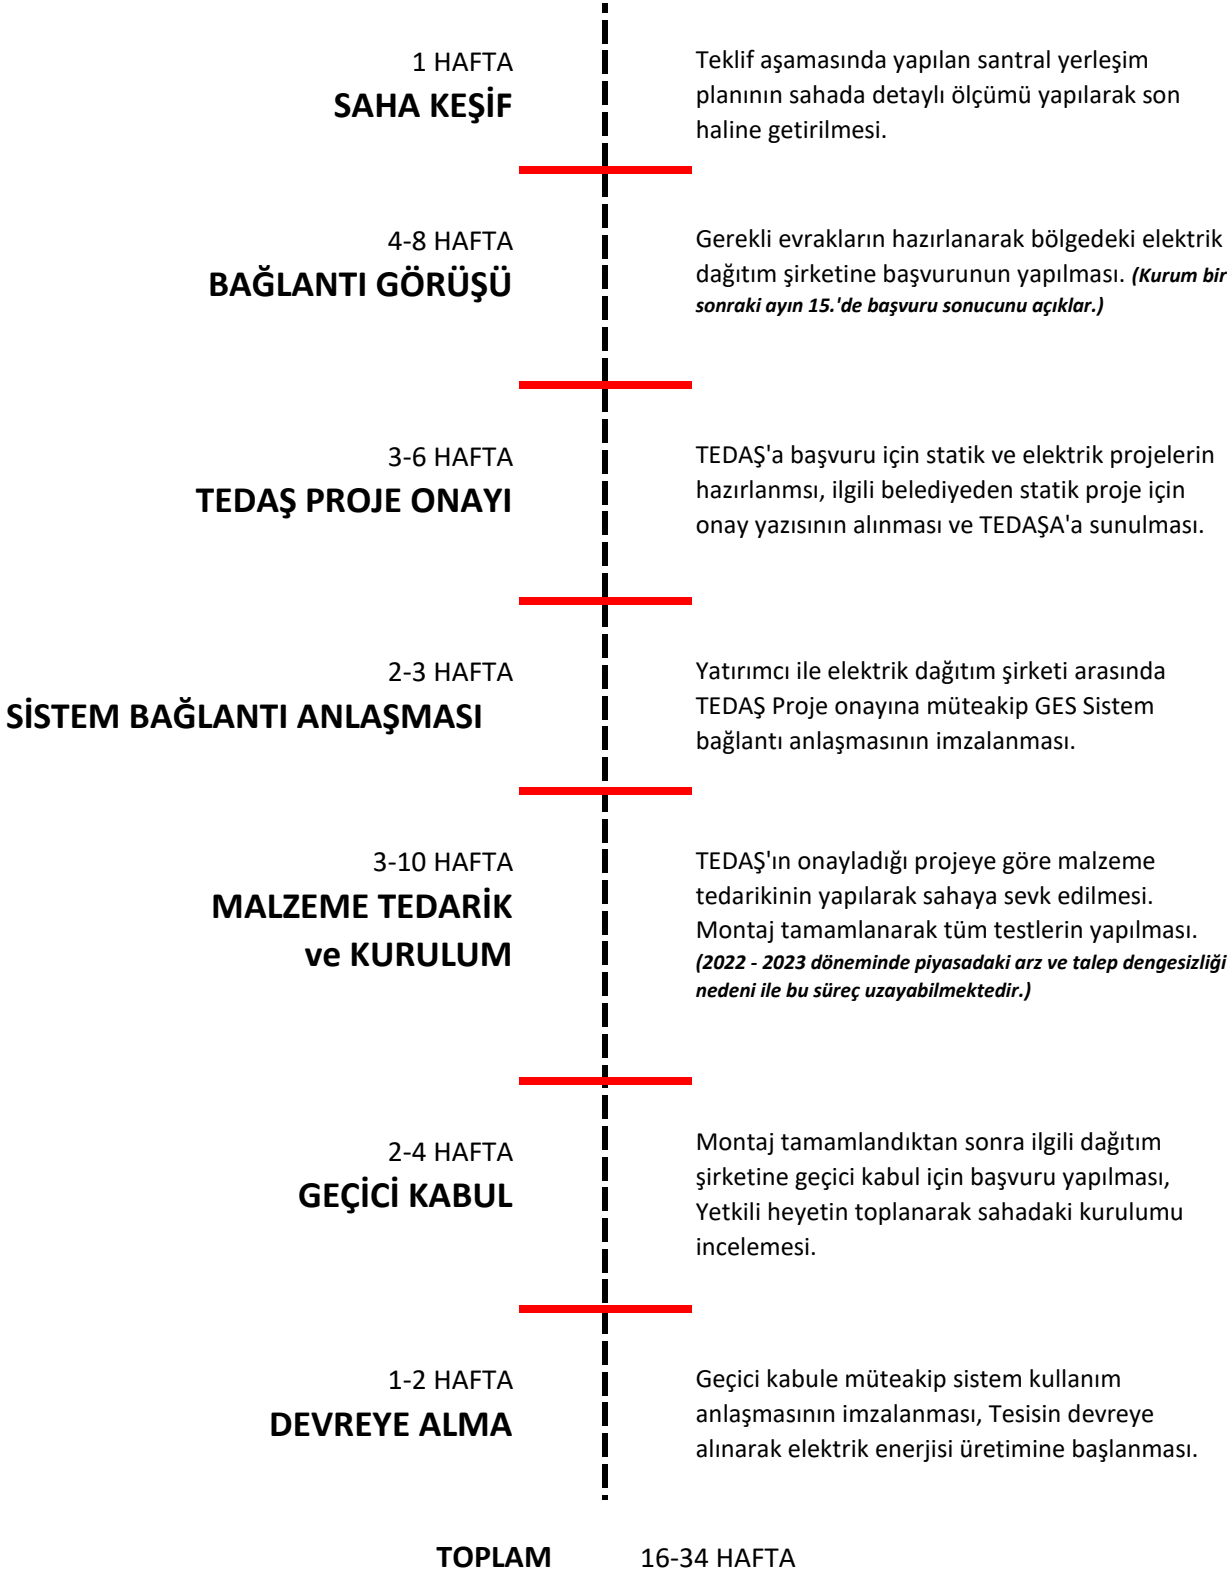 1 HAFTA
SAHA KEŞİF
Teklif aşamasında yapılan santral yerleşim
planının sahada detaylı ölçümü yapılarak son
haline getirilmesi.
4-8 HAFTA
BAĞLANTI GÖRÜŞÜ
Gerekli evrakların hazırlanarak bölgedeki elektrik
dağıtım şirketine başvurunun yapılması. (Kurum bir
sonraki ayın 15.'de başvuru sonucunu açıklar.)
3-6 HAFTA
TEDAŞ PROJE ONAYI
TEDAŞ'a başvuru için statik ve elektrik projelerin
hazırlanmsı, ilgili belediyeden statik proje için
onay yazısının alınması ve TEDAŞA'a sunulması.
2-3 HAFTA
SİSTEM BAĞLANTI ANLAŞMASI
Yatırımcı ile elektrik dağıtım şirketi arasında
TEDAŞ Proje onayına müteakip GES Sistem
bağlantı anlaşmasının imzalanması.
3-10 HAFTA
MALZEME TEDARİK
ve KURULUM
TEDAŞ'ın onayladığı projeye göre malzeme
tedarikinin yapılarak sahaya sevk edilmesi.
Montaj tamamlanarak tüm testlerin yapılması.
(2022 - 2023 döneminde piyasadaki arz ve talep dengesizliği
nedeni ile bu süreç uzayabilmektedir.)
2-4 HAFTA
GEÇİCİ KABUL
Montaj tamamlandıktan sonra ilgili dağıtım
şirketine geçici kabul için başvuru yapılması,
Yetkili heyetin toplanarak sahadaki kurulumu
incelemesi.
1-2 HAFTA
DEVREYE ALMA
Geçici kabule müteakip sistem kullanım
anlaşmasının imzalanması, Tesisin devreye
alınarak elektrik enerjisi üretimine başlanması.
TOPLAM 16-34 HAFTA